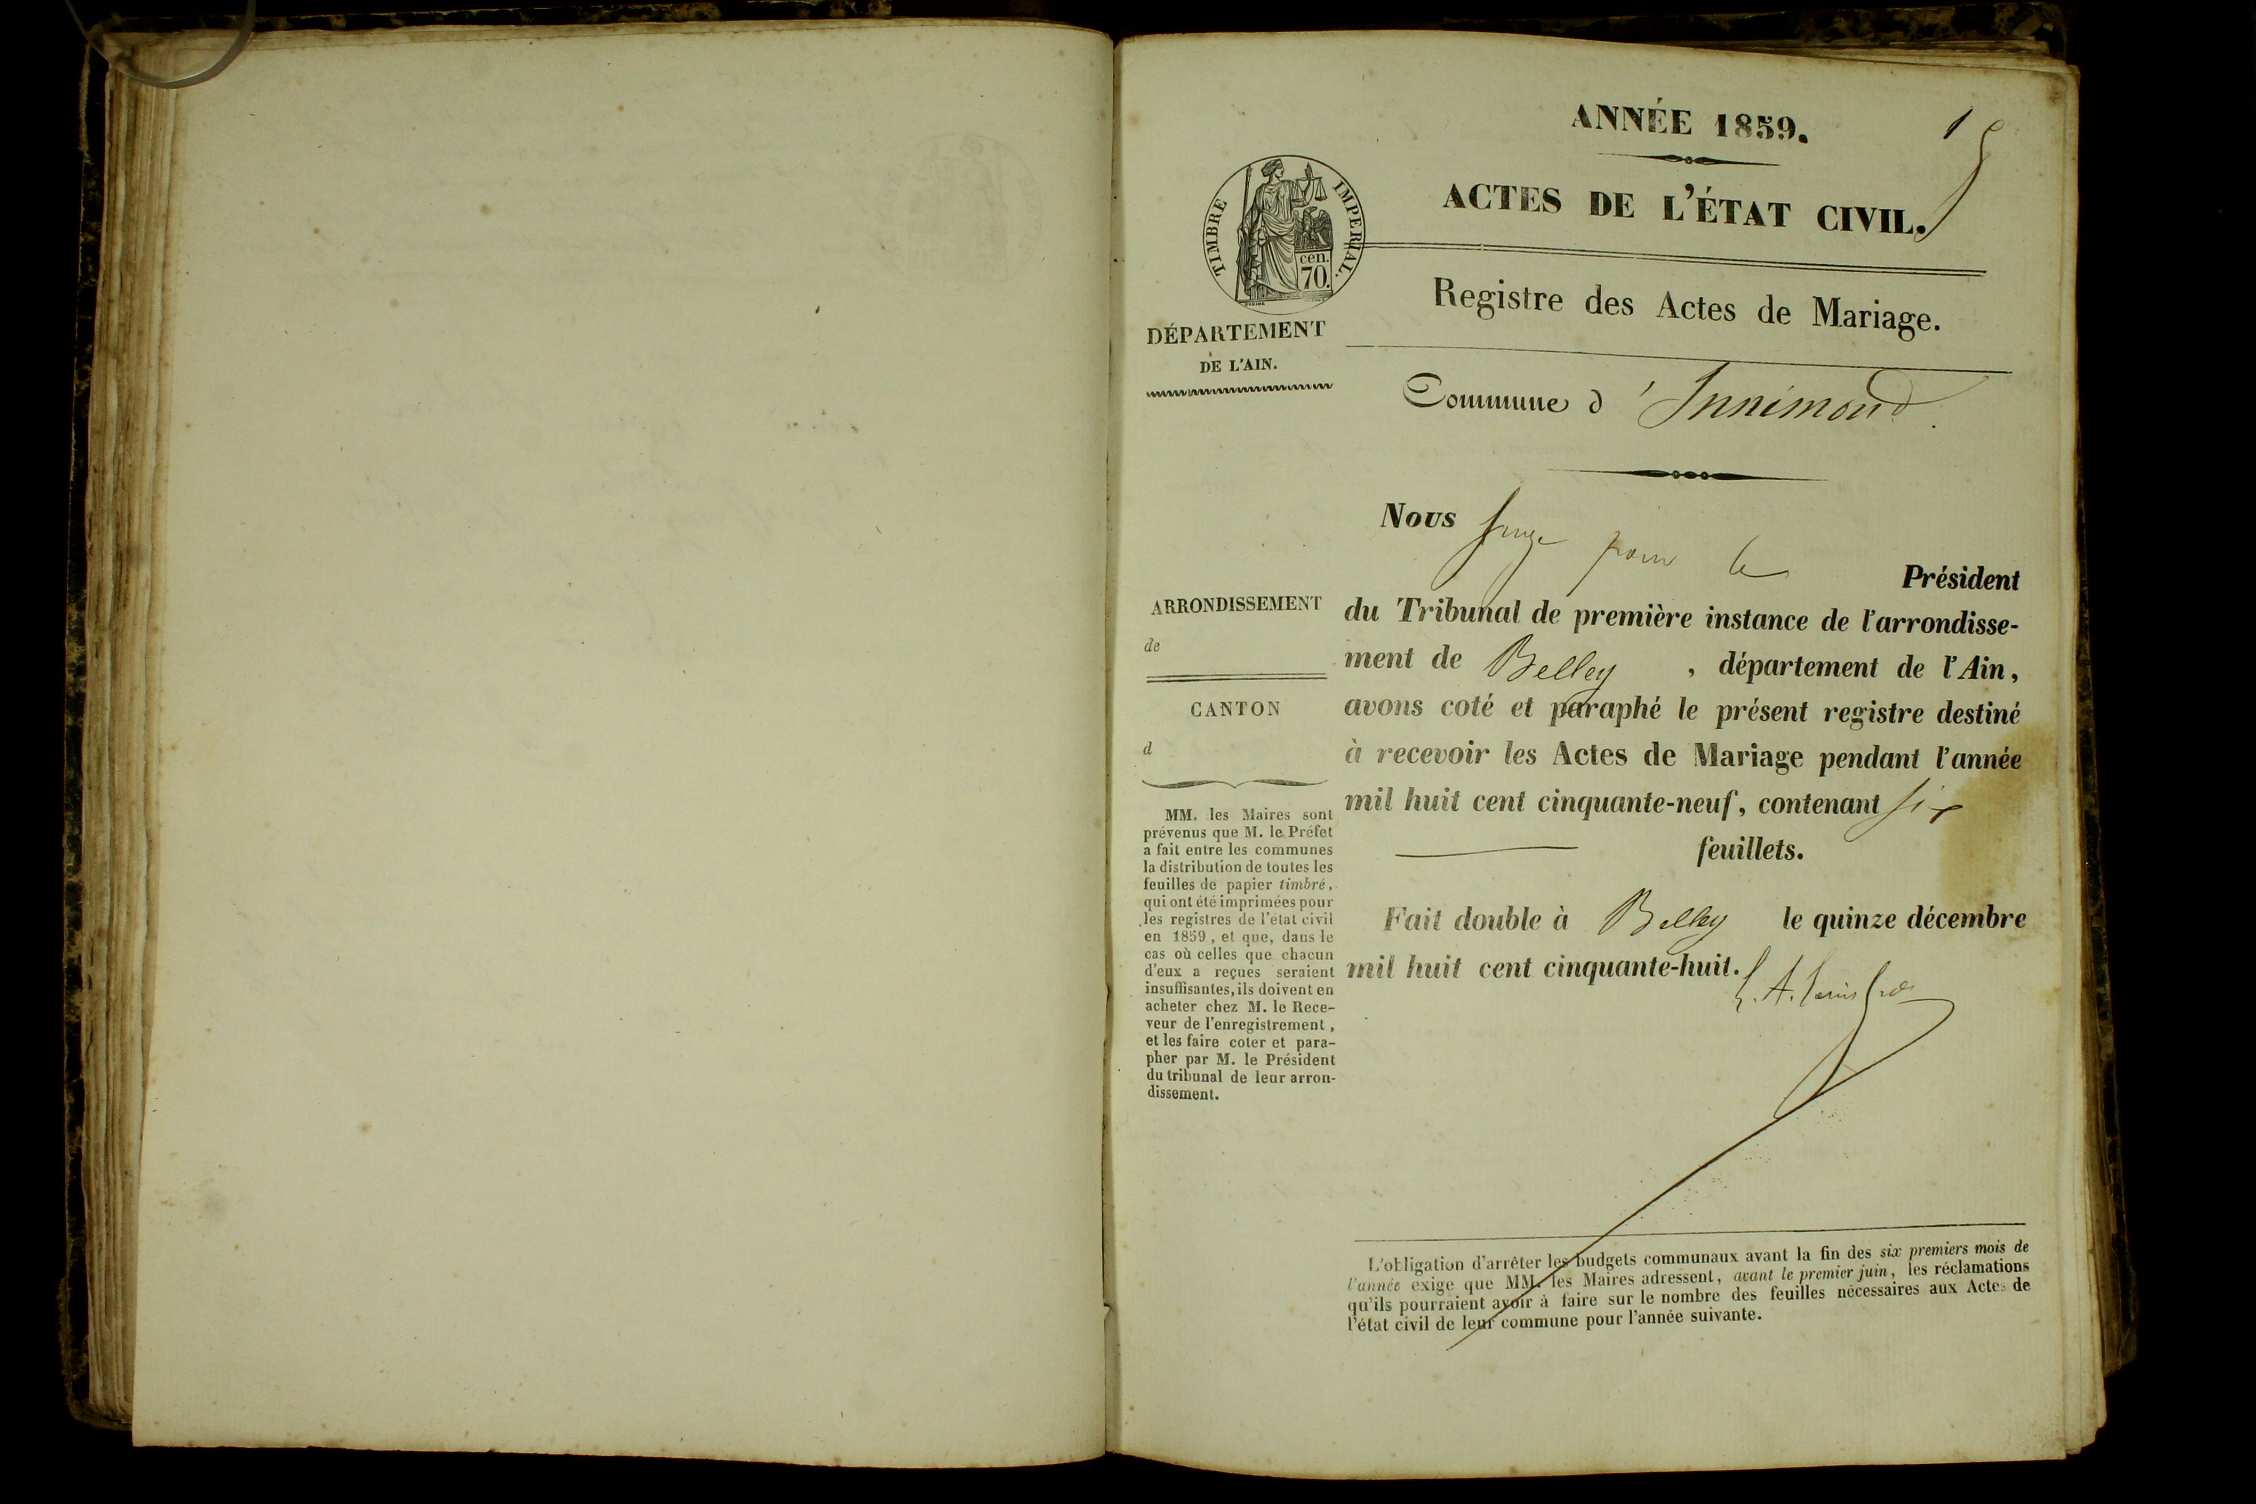 ANNÉE 1859.
1
ACTES DE L'ÉTAT CIVIL.
TIMBRE IMPERIAL.
cen.
70.
Registre des Actes de Mariage.
DÉPARTEMENT
DE L'AIN.
Commune d'Innimond.
Nous Juge pour le
Président
du Tribunal de première instance de l'arrondisse-
ment de Belley, département de l'Ain,
avons coté et paraphé le présent registre destiné
à recevoir les Actes de Mariage pendant l'année
mil huit cent cinquante-neuf, contenant six
feuillets.
Fait double à Belley le quinze décembre
mil huit cent cinquante-huit.
ARRONDISSEMENT
de
CANTON
d
MM. les Maires sont
prévenus que M. le Préfet
a fait entre les communes
la distribution de toutes les
feuilles de papier timbré,
qui ont été imprimées pour
les registres de l'état civil
en 1859, et que, dans le
cas où celles que chacun
d'eux a reçues seraient
insuffisantes, ils doivent en
acheter chez M. le Rece-
veur de l'enregistrement,
et les faire coter et para-
pher par M. le Président
du tribunal de leur arron-
dissement.
L'obligation d'arrêter les budgets communaux avant la fin des six premiers mois de
l'année exige que MM. les Maires adressent, avant le premier juin, les réclamations
qu'ils pourraient avoir à faire sur le nombre des feuilles nécessaires aux Actes de
l'état civil de leur commune pour l'année suivante.